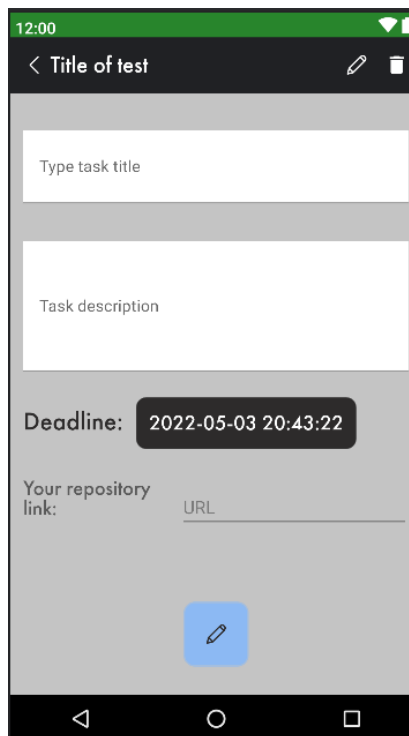 12:00
Title of test
Type task title
Task description
Deadline: 2022-05-03 20:43:22
Your repository
link: URL